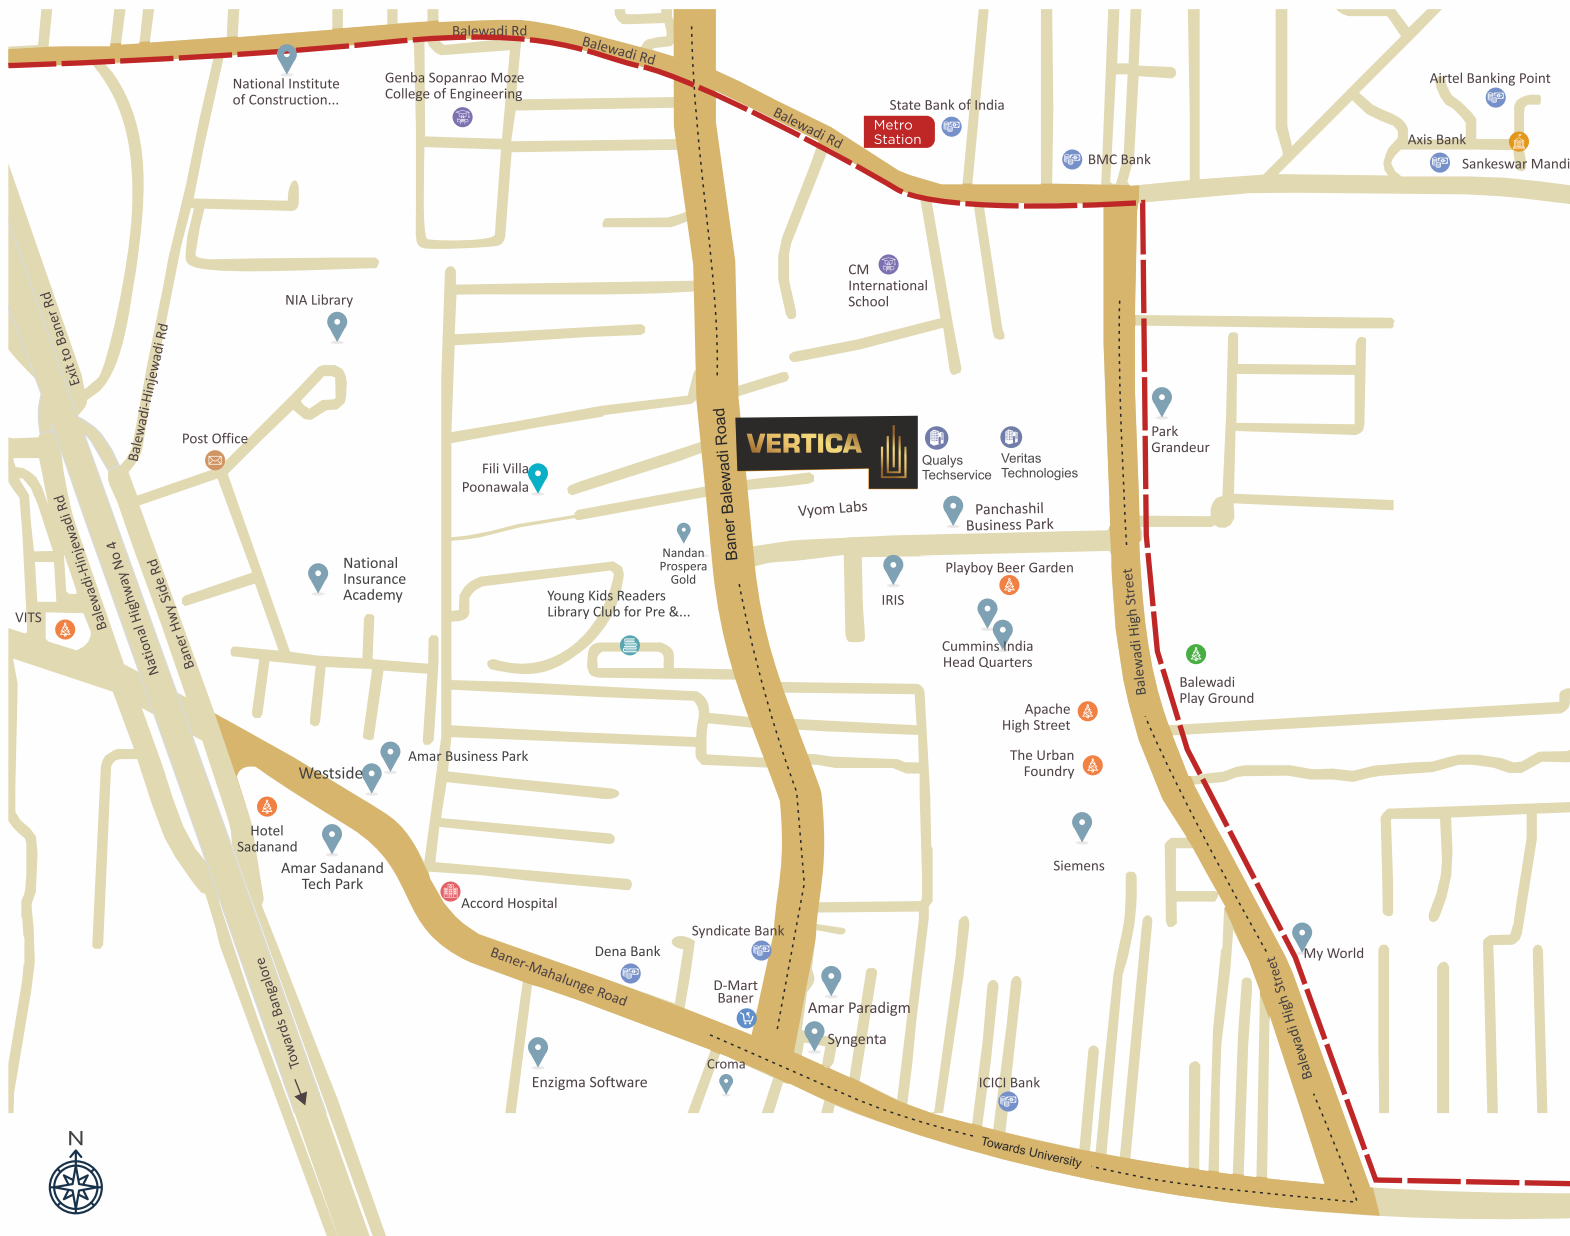 Balewadi Rd
Balewadi Rd
National Institute
of Construction...
Genba Sopanrao Moze
College of Engineering
Balewadi Rd
Metro
Station
State Bank of India
BMC Bank
Airtel Banking Point
Axis Bank
Sankeswar Mandi
CM
International
School
NIA Library
Exit to Baner Rd
Balewadi-Hinjewadi Rd
Post Office
Fili Villa
Poonawala
Baner Balewadi Road
VERTICA
Qualys
Techservice
Veritas
Technologies
Park
Grandeur
Vyom Labs
Panchashil
Business Park
Nandan
Prospera
Gold
National
Insurance
Academy
Young Kids Readers
Library Club for Pre &...
IRIS
Playboy Beer Garden
Cummins India
Head Quarters
Balewadi High Street
VITS
Balewadi-Hinjewadi Rd
National Highway No 4
Baner Hwy Side Rd
Balewadi
Play Ground
Apache
High Street
The Urban
Foundry
Siemens
Amar Business Park
Westside
Hotel
Sadanand
Amar Sadanand
Tech Park
Accord Hospital
Baner-Mahalunge Road
Dena Bank
Syndicate Bank
D-Mart
Baner
Amar Paradigm
Syngenta
My World
Balewadi High Street
Towards Bangalore
Enzigma Software
Croma
ICICI Bank
Towards University
N